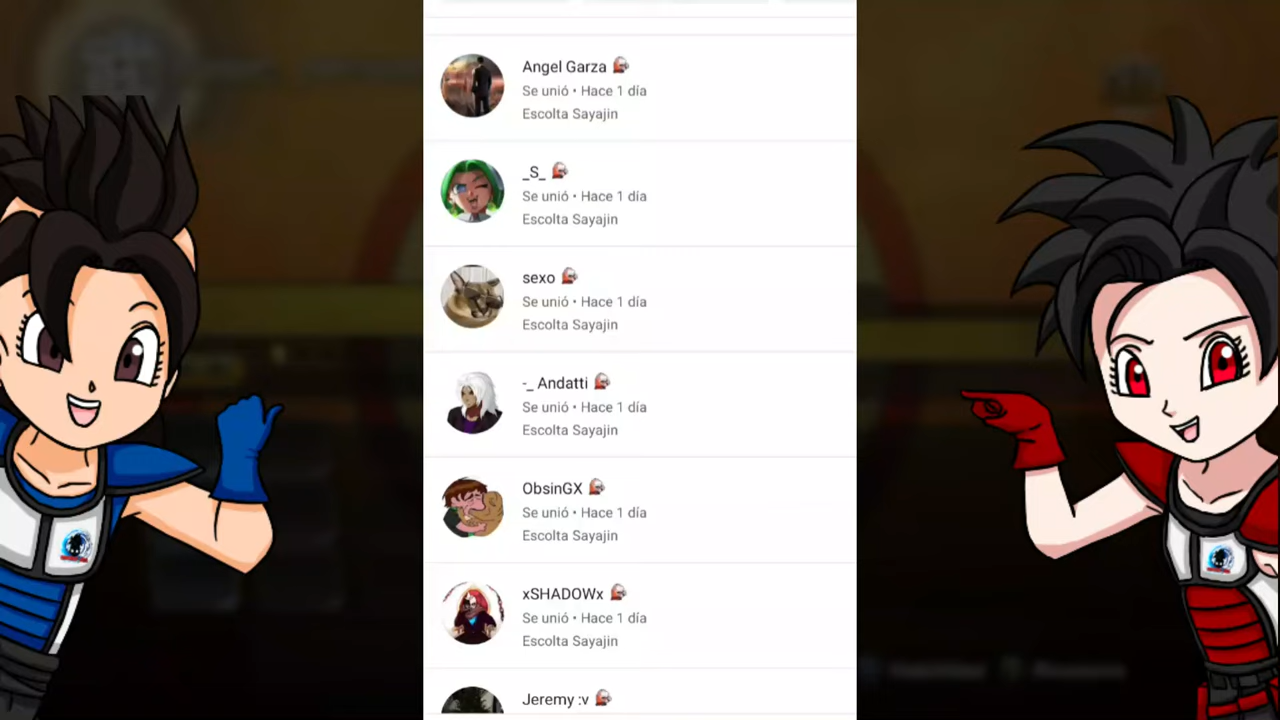 Angel Garza
Se unió • Hace 1 día
Escolta Sayajin
_S_
Se unió • Hace 1 día
Escolta Sayajin
sexo
Se unió • Hace 1 día
Escolta Sayajin
-_ Andatti
Se unió • Hace 1 día
Escolta Sayajin
ObsinGX
Se unió • Hace 1 día
Escolta Sayajin
xSHADOWx
Se unió • Hace 1 día
Escolta Sayajin
Jeremy :v